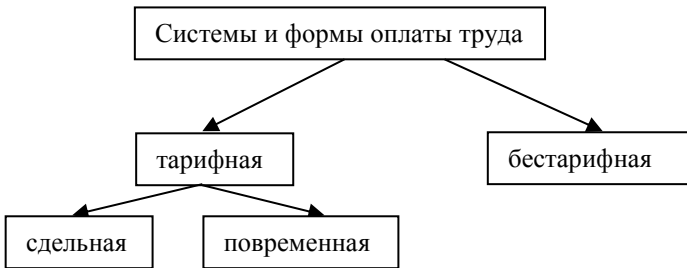 Системы и формы оплаты труда
тарифная
бестарифная
сдельная
повременная